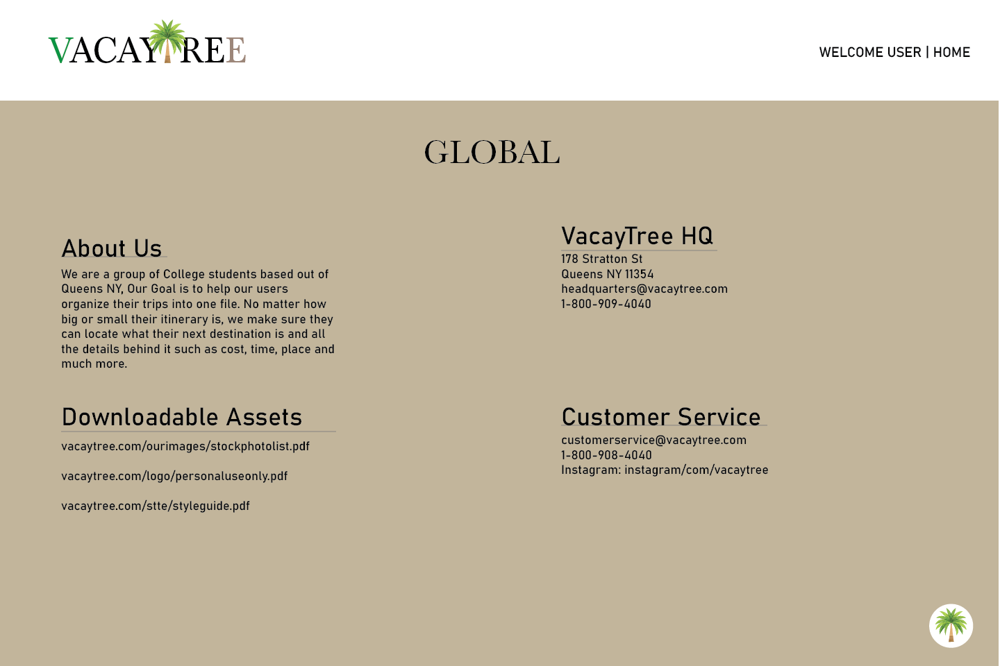 VACAYTREE
WELCOME USER | HOME
GLOBAL
About Us
We are a group of College students based out of
Queens NY, Our Goal is to help our users
organize their trips into one file. No matter how
big or small their itinerary is, we make sure they
can locate what their next destination is and all
the details behind it such as cost, time, place and
much more.
VacayTree HQ
178 Stratton St
Queens NY 11354
headquarters@vacaytree.com
1-800-909-4040
Downloadable Assets
vacaytree.com/ourimages/stockphotolist.pdf
vacaytree.com/logo/personaluseonly.pdf
vacaytree.com/stte/styleguide.pdf
Customer Service
customerservice@vacaytree.com
1-800-908-4040
Instagram: instagram/com/vacaytree